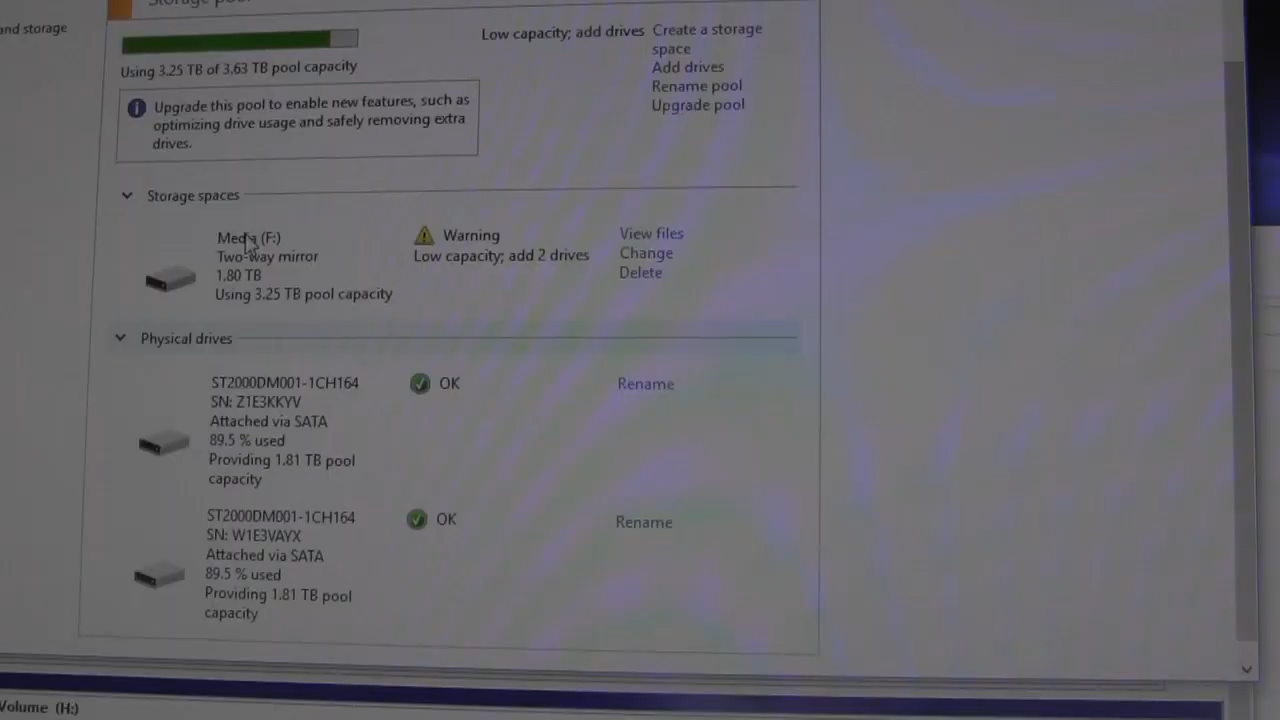 and storage
Storage pool
Low capacity; add drives
Create a storage
space
Add drives
Rename pool
Upgrade pool
Using 3.25 TB of 3.63 TB pool capacity
Upgrade this pool to enable new features, such as
optimizing drive usage and safely removing extra
drives.
Storage spaces
Media (F:)
Two-way mirror
1.80 TB
Using 3.25 TB pool capacity
Warning
Low capacity; add 2 drives
View files
Change
Delete
Physical drives
ST2000DM001-1CH164
SN: Z1E3KKYV
Attached via SATA
89.5 % used
Providing 1.81 TB pool
capacity
OK
Rename
ST2000DM001-1CH164
SN: W1E3VAYX
Attached via SATA
89.5 % used
Providing 1.81 TB pool
capacity
OK
Rename
Volume (H:)